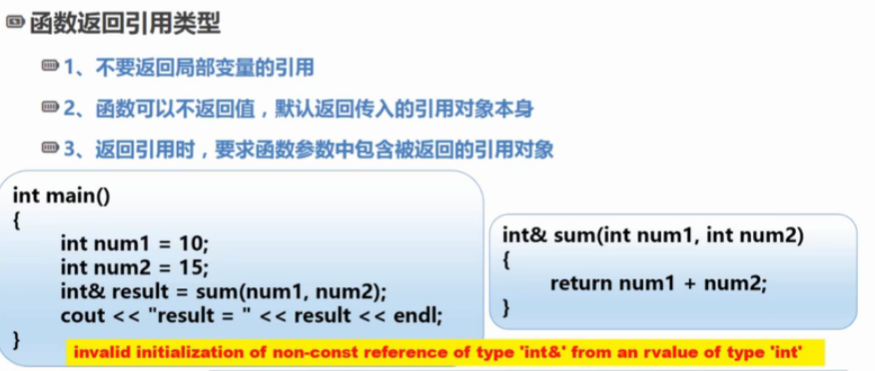 函数返回引用类型
1、不要返回局部变量的引用
2、函数可以不返回值，默认返回传入的引用对象本身
3、返回引用时，要求函数参数中包含被返回的引用对象
int main()
{
int num1 = 10;
int num2 = 15;
int& result = sum(num1, num2);
cout << "result = " << result << endl;
}
int& sum(int num1, int num2)
{
return num1 + num2;
}
invalid initialization of non-const reference of type 'int&' from an rvalue of type 'int'